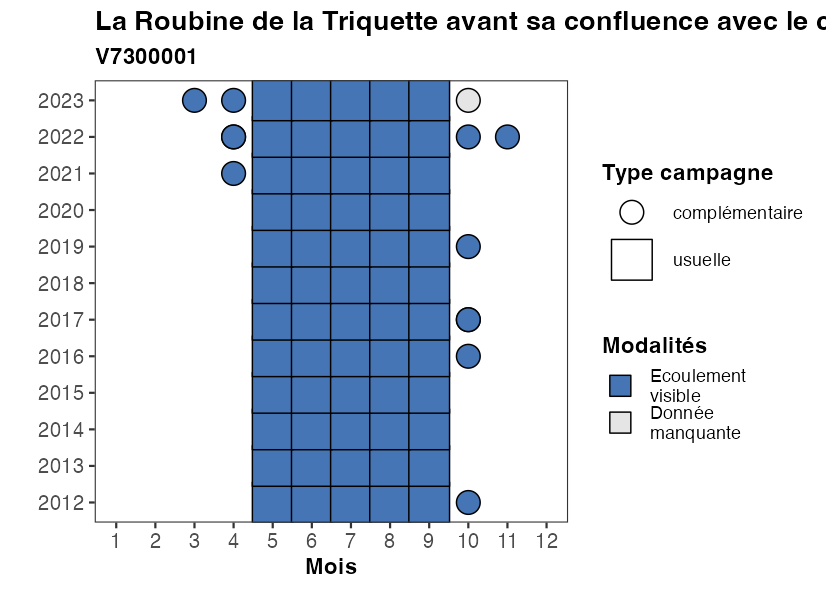 La Roubine de la Triquette avant sa confluence avec le c
V7300001
2023
2022
2021
2020
2019
2018
2017
2016
2015
2014
2013
2012
1 2 3 4 5 6 7 8 9 10 11 12
Mois
Type campagne
complémentaire
usuelle
Modalités
Ecoulement
visible
Donnée
manquante